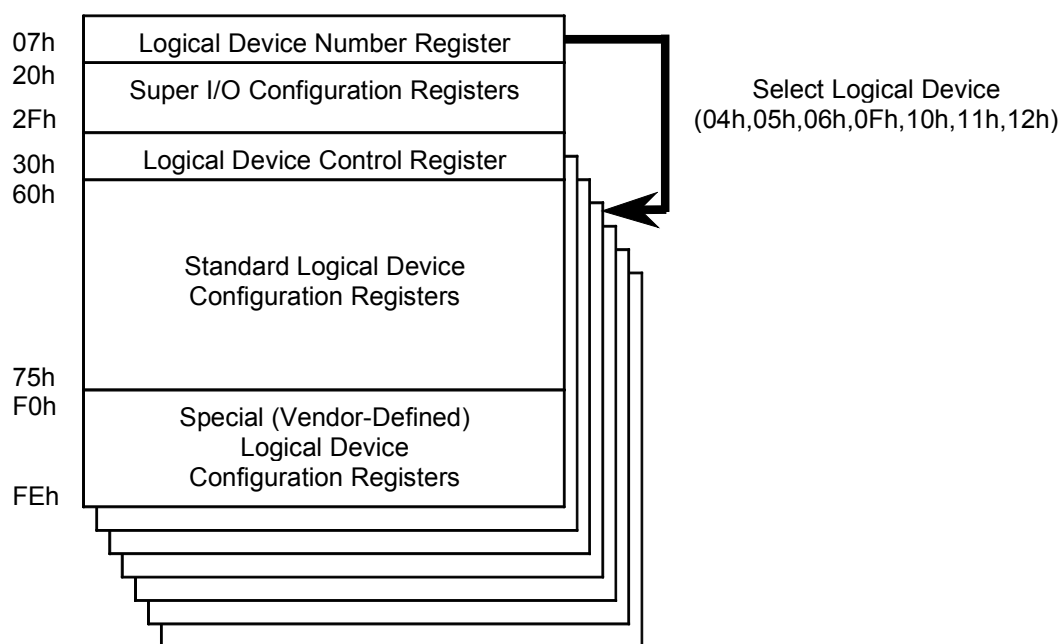 07h
Logical Device Number Register
20h
Super I/O Configuration Registers
2Fh
Select Logical Device
(04h,05h,06h,0Fh,10h,11h,12h)
30h
Logical Device Control Register
60h
Standard Logical Device
Configuration Registers
75h
F0h
Special (Vendor-Defined)
Logical Device
Configuration Registers
FEh